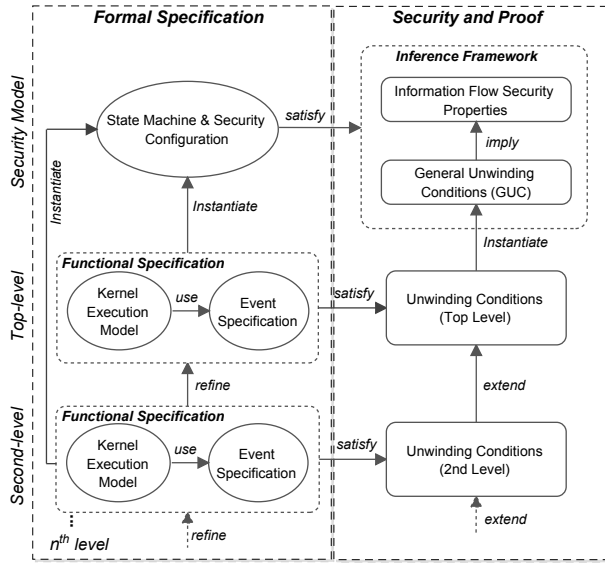 Formal Specification
Security and Proof
Security Model
Top-level
Second-level
Inference Framework
State Machine & Security
Configuration
satisfy
Information Flow Security
Properties
imply
General Unwinding
Conditions (GUC)
Instantiate
Instantiate
Instantiate
Functional Specification
Kernel
Execution
Model
use
Event
Specification
satisfy
Unwinding Conditions
(Top Level)
refine
extend
Functional Specification
Kernel
Execution
Model
use
Event
Specification
satisfy
Unwinding Conditions
(2nd Level)
refine
extend
...
nth level